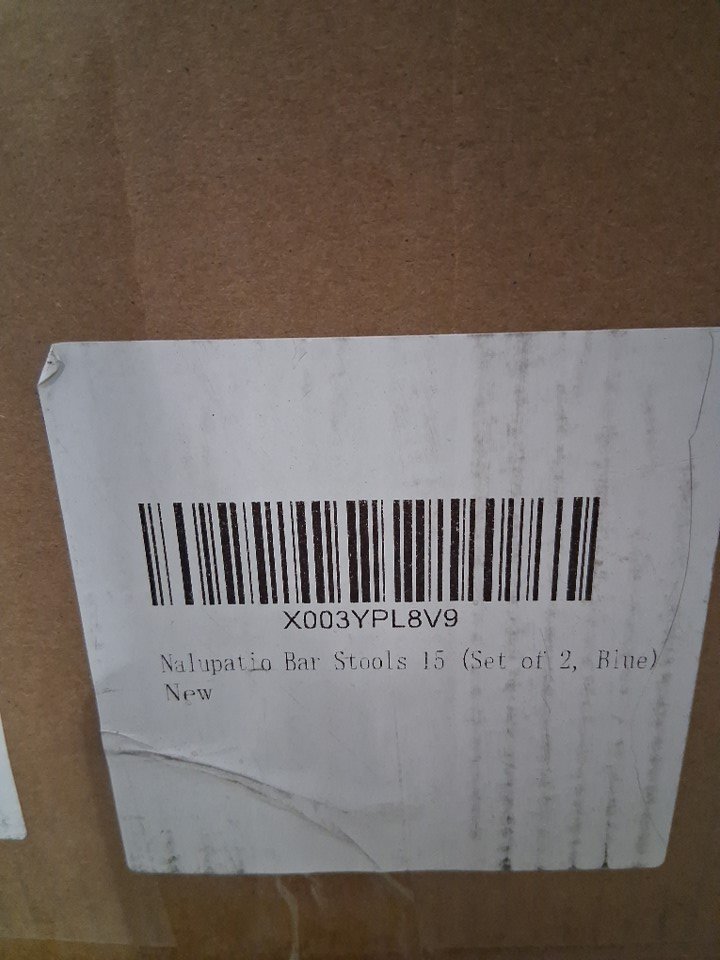 X003YPL8V9
Nalupatio Bar Stools 15 (Set of 2, Blue)
New